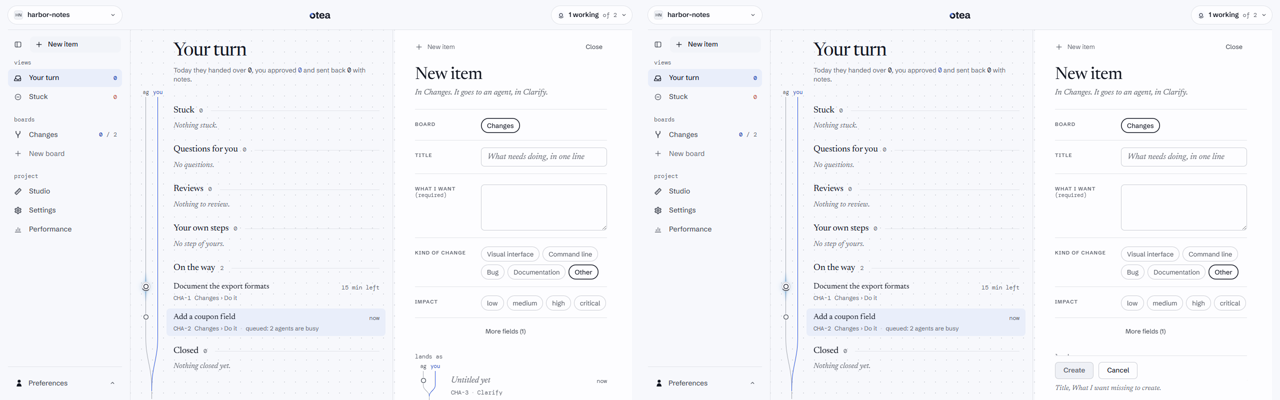 HN harbor-notes
otea
1 working of 2
New item
views
Your turn 0
Stuck 0
boards
Changes 0 / 2
New board
project
Studio
Settings
Performance
Preferences
Your turn
Today they handed over 0, you approved 0 and sent back 0 with
notes.
ag you
Stuck 0
Nothing stuck.
Questions for you 0
No questions.
Reviews 0
Nothing to review.
Your own steps 0
No step of yours.
On the way 2
Document the export formats 15 min left
CHA-1 Changes › Do it
Add a coupon field now
CHA-2 Changes › Do it · queued: 2 agents are busy
Closed 0
Nothing closed yet.
New item Close
New item
In Changes. It goes to an agent, in Clarify.
BOARD Changes
TITLE What needs doing, in one line
WHAT I WANT
(required)
KIND OF CHANGE Visual interface Command line
Bug Documentation Other
IMPACT low medium high critical
More fields (1)
lands as
ag you
Untitled yet now
CHA-3 · Clarify
HN harbor-notes
otea
1 working of 2
New item
views
Your turn 0
Stuck 0
boards
Changes 0 / 2
New board
project
Studio
Settings
Performance
Preferences
Your turn
Today they handed over 0, you approved 0 and sent back 0 with
notes.
ag you
Stuck 0
Nothing stuck.
Questions for you 0
No questions.
Reviews 0
Nothing to review.
Your own steps 0
No step of yours.
On the way 2
Document the export formats 15 min left
CHA-1 Changes › Do it
Add a coupon field now
CHA-2 Changes › Do it · queued: 2 agents are busy
Closed 0
Nothing closed yet.
New item Close
New item
In Changes. It goes to an agent, in Clarify.
BOARD Changes
TITLE What needs doing, in one line
WHAT I WANT
(required)
KIND OF CHANGE Visual interface Command line
Bug Documentation Other
IMPACT low medium high critical
More fields (1)
Create Cancel
Title, What I want missing to create.